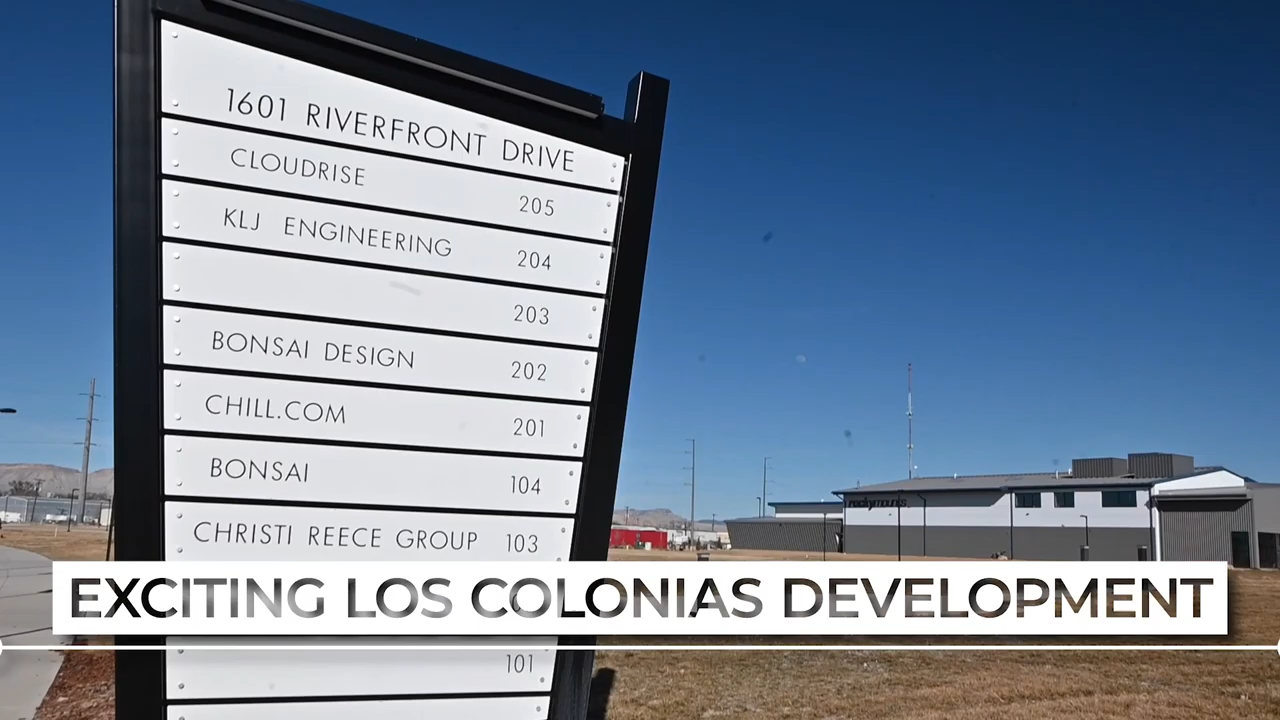 1601 RIVERFRONT DRIVE
CLOUDRISE 205
KLJ ENGINEERING 204
203
BONSAI DESIGN 202
CHILL.COM 201
BONSAI 104
CHRISTI REECE GROUP 103
rockymounts
EXCITING LOS COLONIAS DEVELOPMENT
101